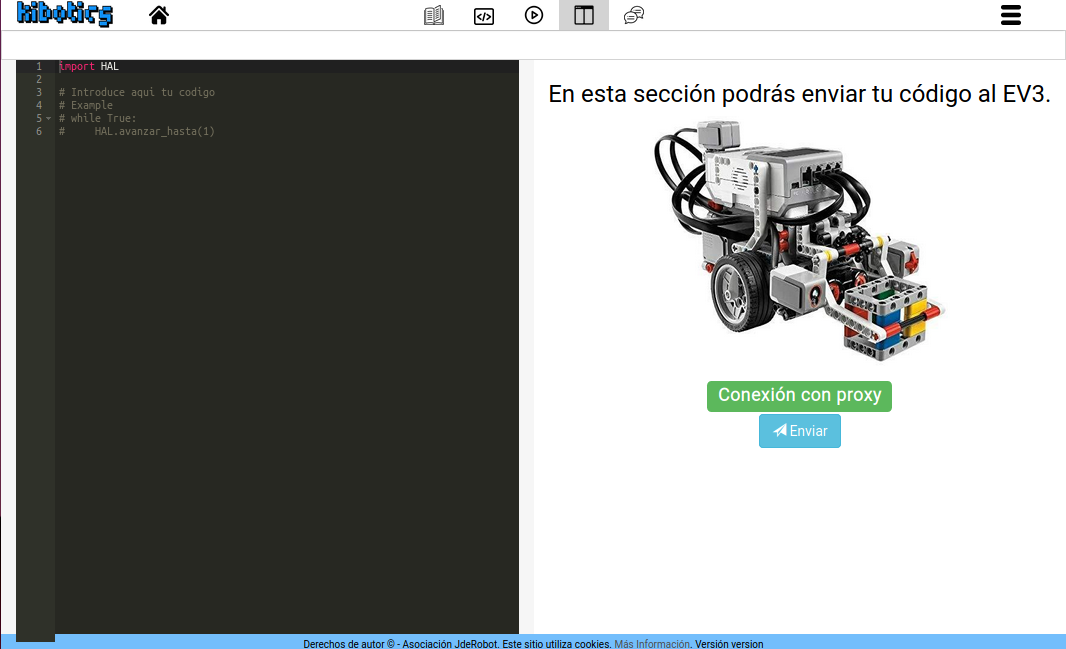 kibotics
1 import HAL
2
3 # Introduce aqui tu codigo
4 # Example
5 # while True:
6 #     HAL.avanzar_hasta(1)
En esta sección podrás enviar tu código al EV3.
Conexión con proxy
Enviar
Derechos de autor © - Asociación JdeRobot. Este sitio utiliza cookies. Más Información. Versión version